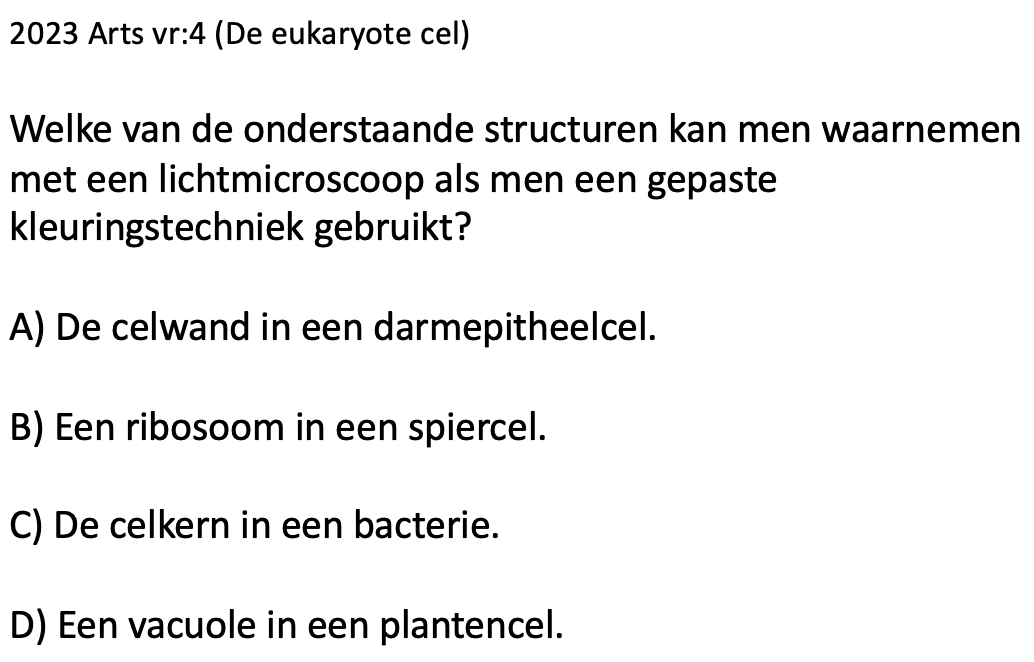 2023 Arts vr:4 (De eukaryote cel)
Welke van de onderstaande structuren kan men waarnemen
met een lichtmicroscoop als men een gepaste
kleuringstechniek gebruikt?
A) De celwand in een darmepitheelcel.
B) Een ribosoom in een spiercel.
C) De celkern in een bacterie.
D) Een vacuole in een plantencel.